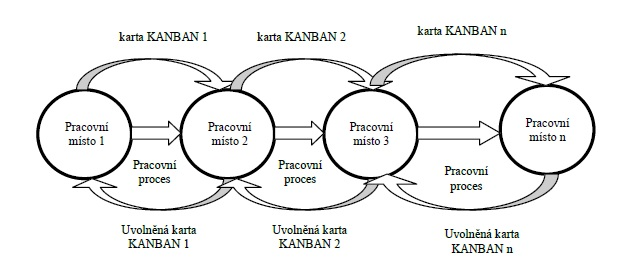 karta KANBAN 1
karta KANBAN 2
karta KANBAN n
Pracovní
místo 1
Pracovní
místo 2
Pracovní
místo 3
Pracovní
místo n
Pracovní
proces
Pracovní
proces
Pracovní
proces
Uvolněná karta
KANBAN 1
Uvolněná karta
KANBAN 2
Uvolněná karta
KANBAN n